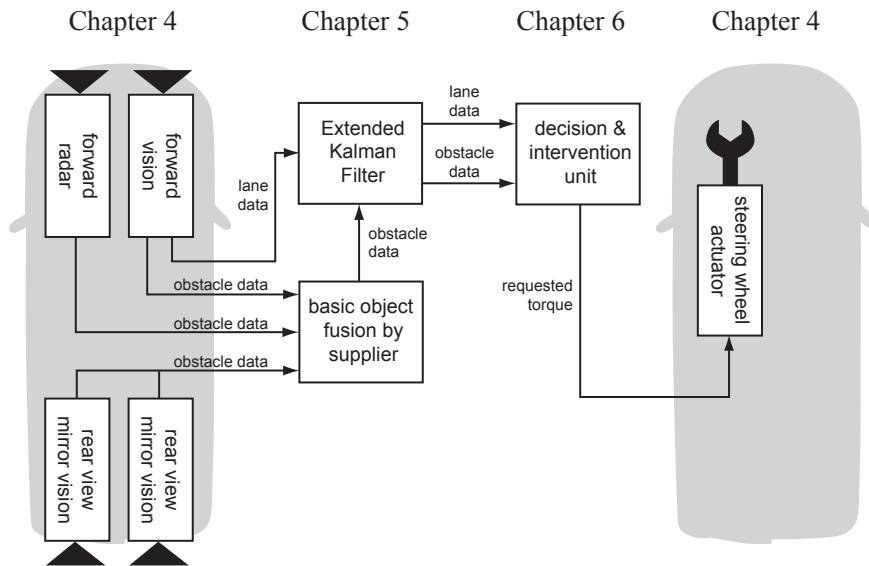 Chapter 4
Chapter 5
Chapter 6
Chapter 4
forward
radar
forward
vision
lane
data
Extended
Kalman
Filter
lane
data
obstacle
data
decision &
intervention
unit
steering wheel
actuator
obstacle
data
obstacle data
obstacle data
obstacle data
basic object
fusion by
supplier
requested
torque
rear view
mirror vision
rear view
mirror vision